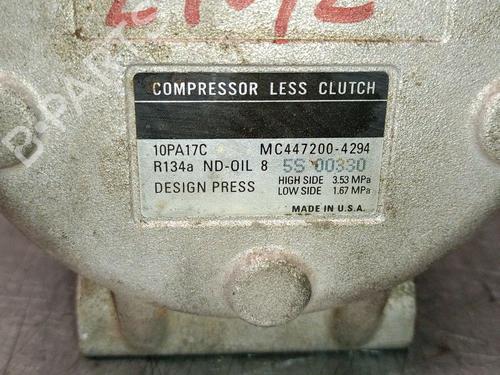 COMPRESSOR LESS CLUTCH
10PA17C MC447200-4294
R134a ND-OIL 8 5S 00330
DESIGN PRESS HIGH SIDE 3.53 MPa
LOW SIDE 1.67 MPa
MADE IN U.S.A.
B-PARTS